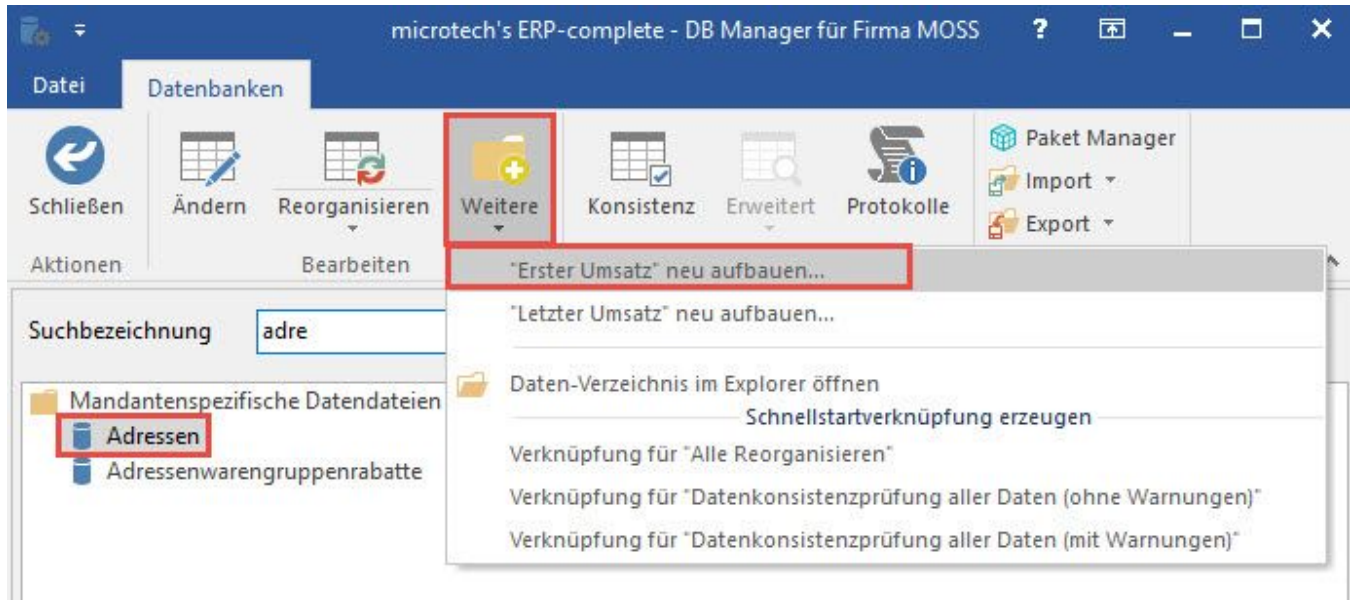 microtech's ERP-complete - DB Manager für Firma MOSS
Datei Datenbanken
Schließen Ändern Reorganisieren Weitere Konsistenz Erweitert Protokolle
Paket Manager
Import
Export
Aktionen Bearbeiten
"Erster Umsatz" neu aufbauen...
"Letzter Umsatz" neu aufbauen...
Suchbezeichnung adre
Daten-Verzeichnis im Explorer öffnen
Schnellstartverknüpfung erzeugen
Verknüpfung für "Alle Reorganisieren"
Verknüpfung für "Datenkonsistenzprüfung aller Daten (ohne Warnungen)"
Verknüpfung für "Datenkonsistenzprüfung aller Daten (mit Warnungen)"
Mandantenspezifische Datendateien
Adressen
Adressenwarengruppenrabatte